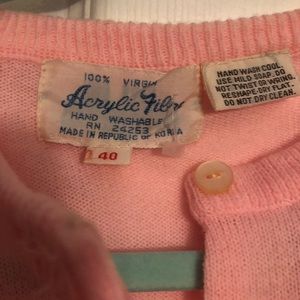 100% VIRGIN
Acrylic Fiber
HAND WASHABLE
RN 24253
MADE IN REPUBLIC OF KOREA
40
HAND WASH COOL.
USE MILD SOAP. DO
NOT TWIST OR WRING.
RESHAPE-DRY FLAT.
DO NOT DRY CLEAN.